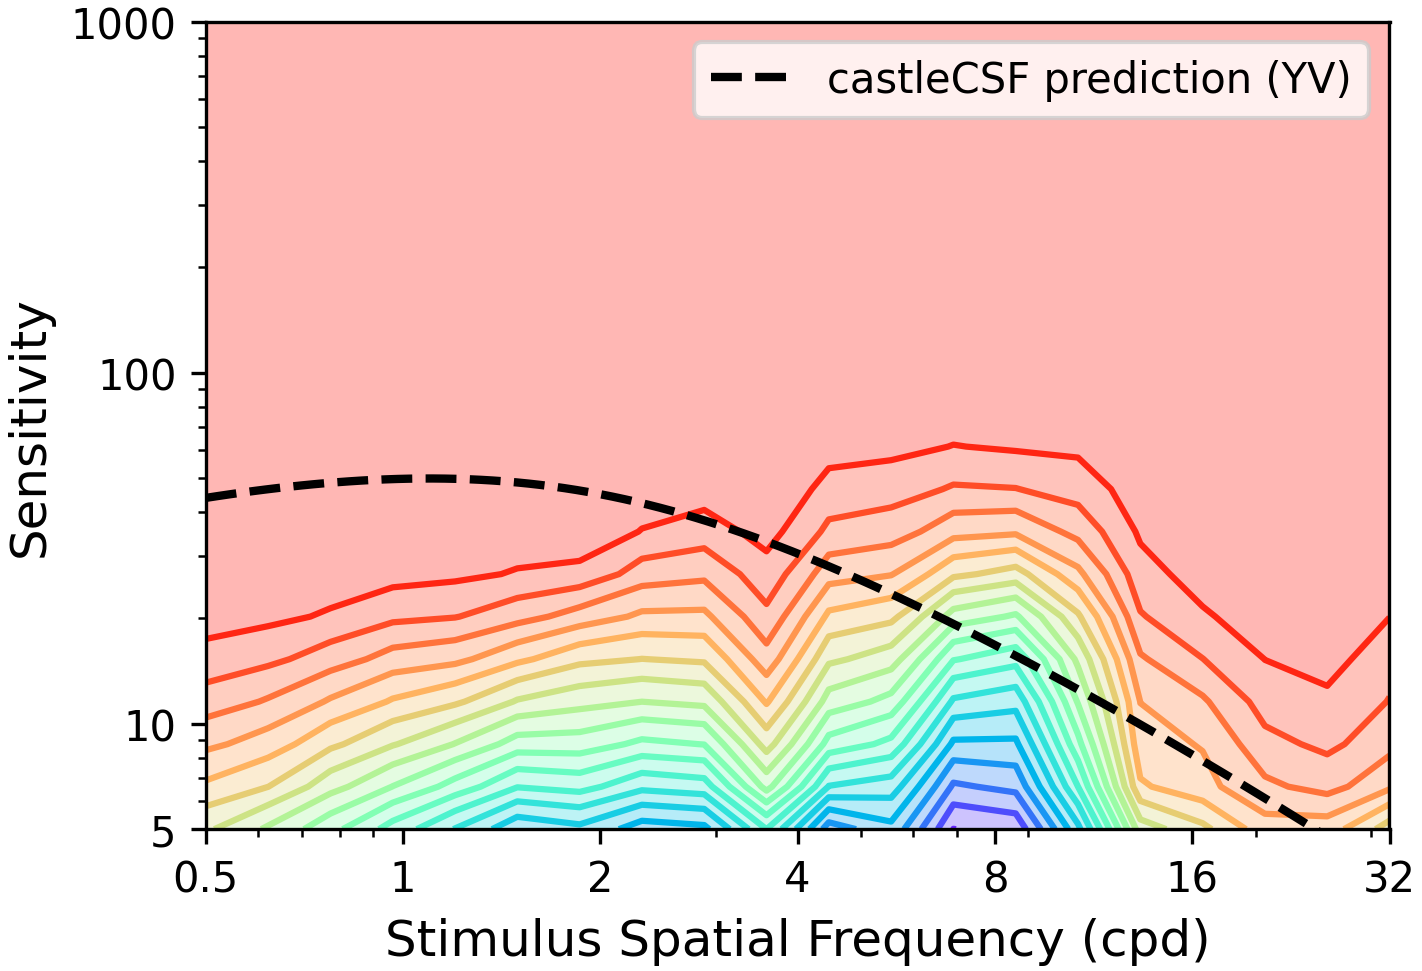 1000
100
10
5
Sensitivity
castleCSF prediction (YV)
0.5 1 2 4 8 16 32
Stimulus Spatial Frequency (cpd)